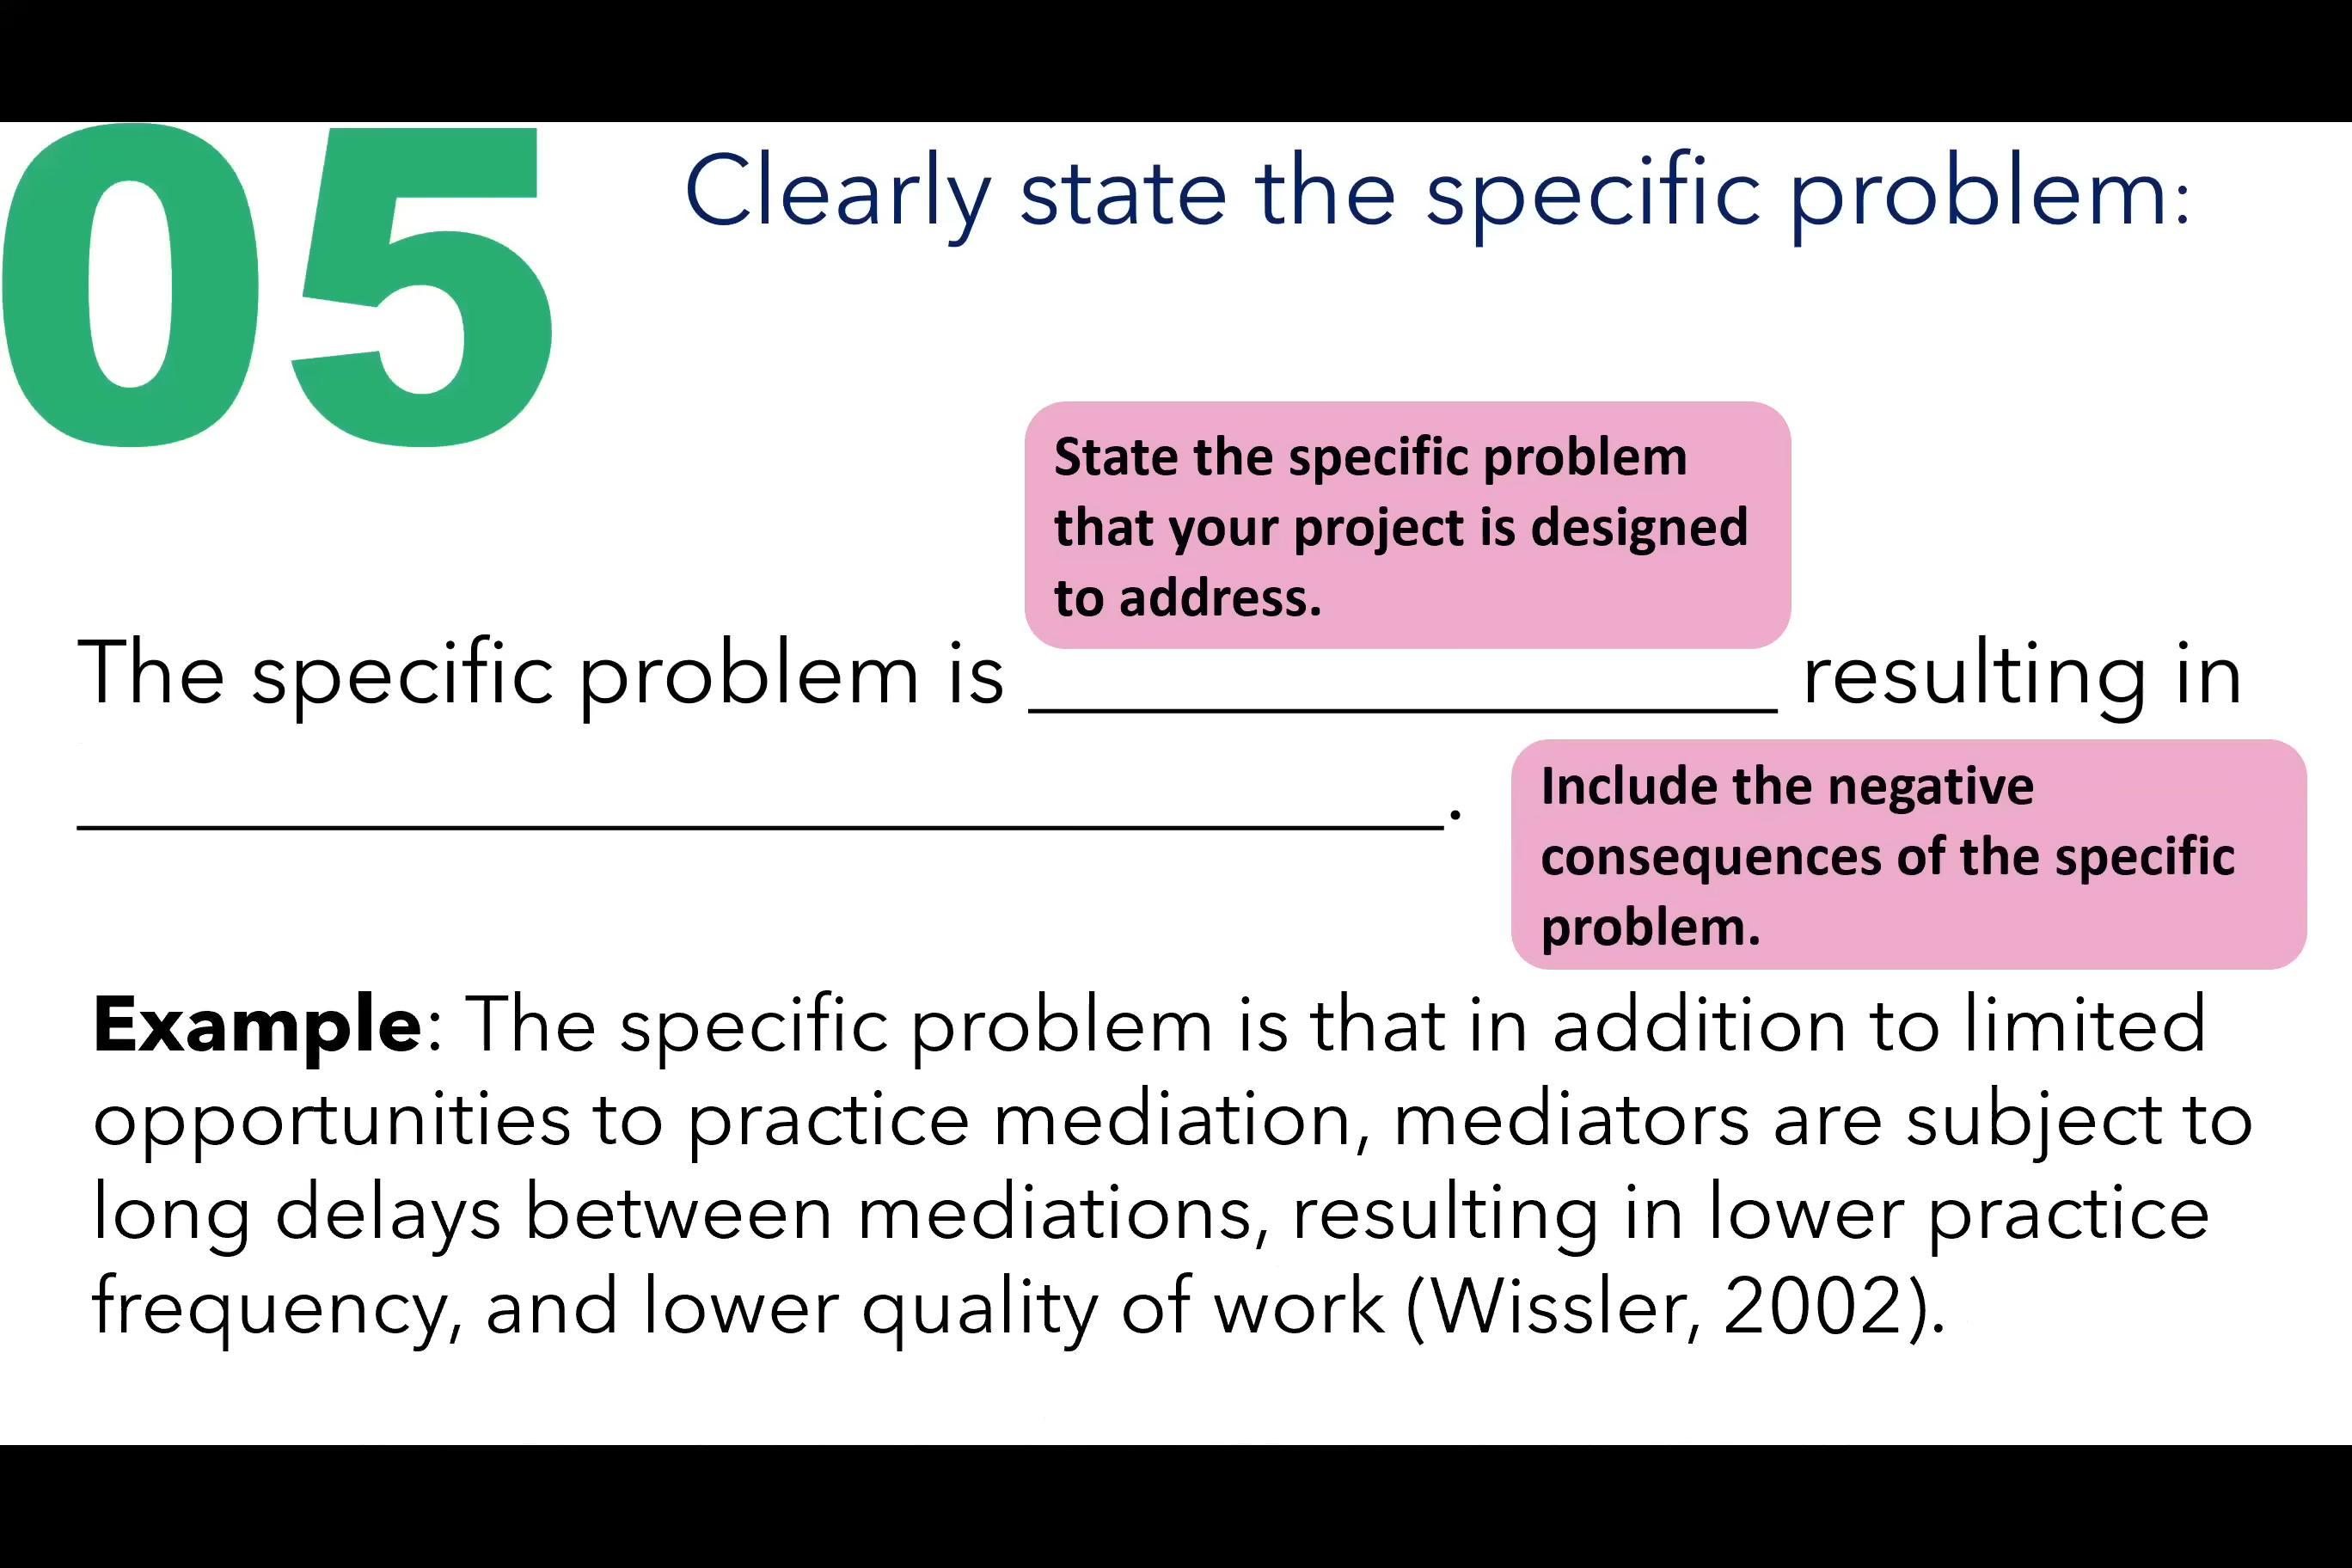 05
Clearly state the specific problem:
State the specific problem
that your project is designed
to address.
The specific problem is ____________________ resulting in
____________________.
Include the negative
consequences of the specific
problem.
Example: The specific problem is that in addition to limited
opportunities to practice mediation, mediators are subject to
long delays between mediations, resulting in lower practice
frequency, and lower quality of work (Wissler, 2002).